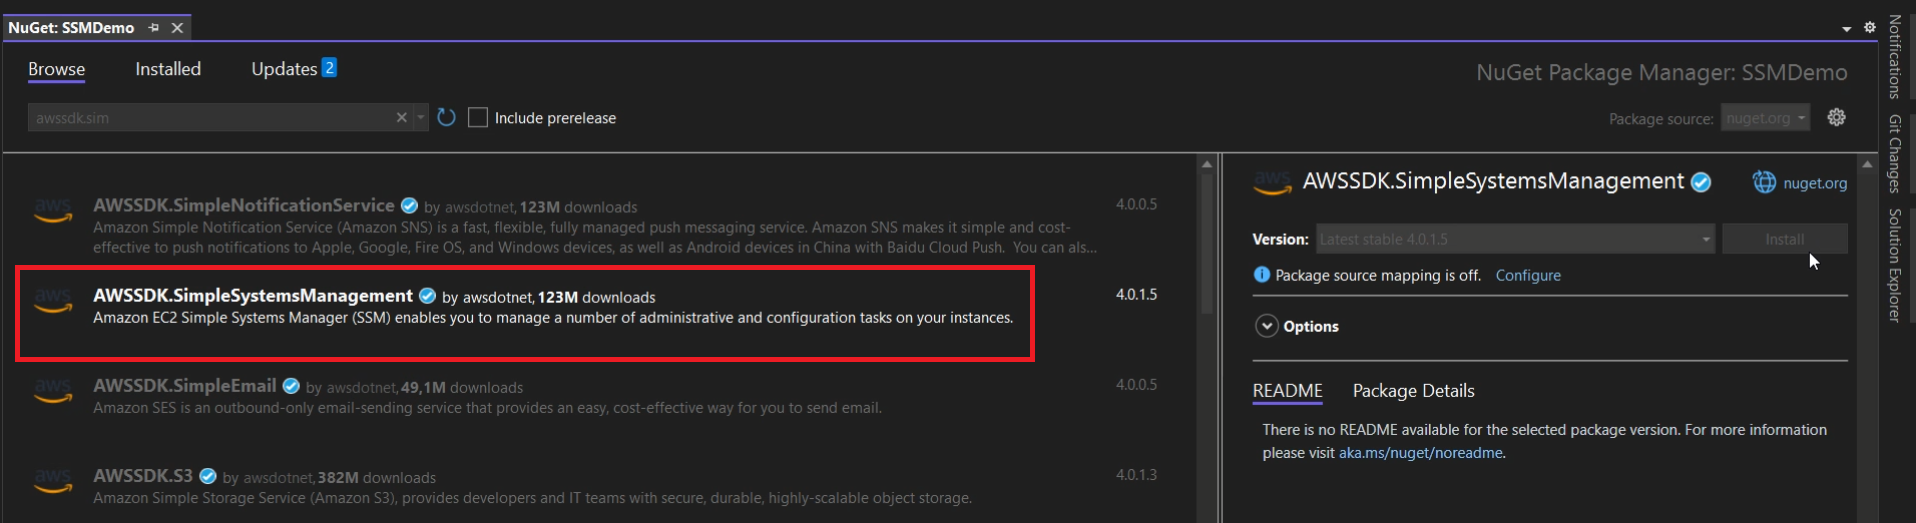 NuGet: SSMDemo
Browse Installed Updates 2
NuGet Package Manager: SSMDemo
awssdk.sim
Include prerelease
Package source: nuget.org
aws AWSSDK.SimpleNotificationService by awsdotnet, 123M downloads 4.0.0.5
Amazon Simple Notification Service (Amazon SNS) is a fast, flexible, fully managed push messaging service. Amazon SNS makes it simple and cost-
effective to push notifications to Apple, Google, Fire OS, and Windows devices, as well as Android devices in China with Baidu Cloud Push. You can als...
aws AWSSDK.SimpleSystemsManagement by awsdotnet, 123M downloads 4.0.1.5
Amazon EC2 Simple Systems Manager (SSM) enables you to manage a number of administrative and configuration tasks on your instances.
aws AWSSDK.SimpleEmail by awsdotnet, 49,1M downloads 4.0.0.5
Amazon SES is an outbound-only email-sending service that provides an easy, cost-effective way for you to send email.
aws AWSSDK.S3 by awsdotnet, 382M downloads 4.0.1.3
Amazon Simple Storage Service (Amazon S3), provides developers and IT teams with secure, durable, highly-scalable object storage.
aws AWSSDK.SimpleSystemsManagement nuget.org
Version: Latest stable 4.0.1.5 Install
Package source mapping is off. Configure
Options
README Package Details
There is no README available for the selected package version. For more information
please visit aka.ms/nuget/noreadme.
Notifications
Git Changes
Solution Explorer